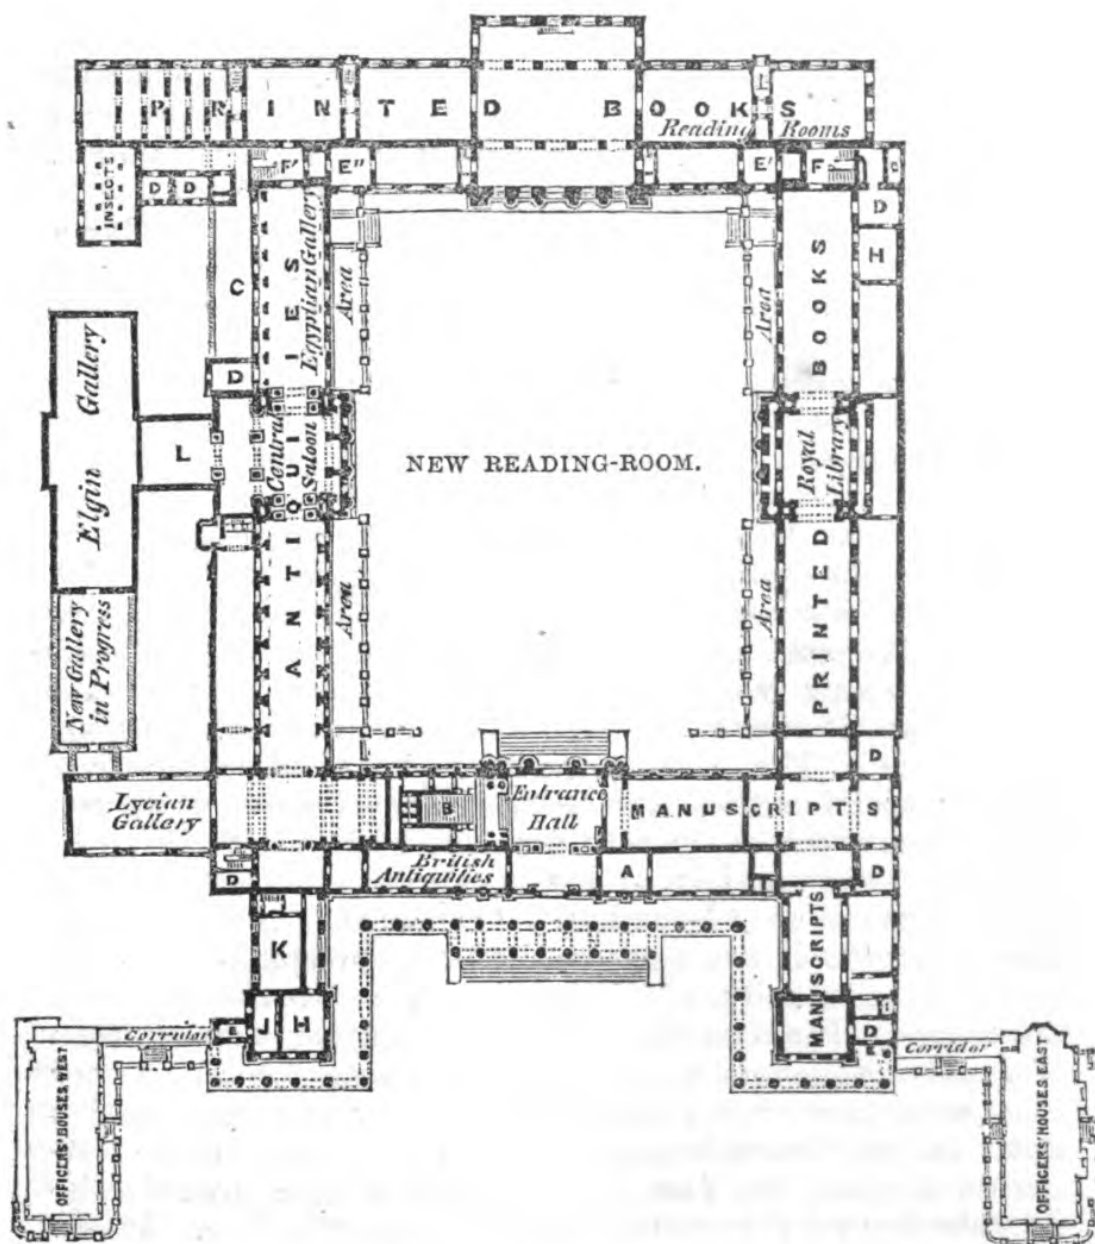 PRINTED BOOKS
Reading Rooms
INSECTS
D D
F'
E"
E'
F
D
H
C
D
ANTIQUITIES
Egyptian Gallery
Area
Area
PRINTED BOOKS
Elgin Gallery
L
Central
Saloon
NEW READING-ROOM.
Royal
Library
Area
Area
New Gallery
in Progress
D
Lycian
Gallery
B
Entrance
Hall
MANUSCRIPTS
D
British
Antiquities
A
D
K
MANUSCRIPTS
E
J
H
D
Corridor
Corridor
OFFICERS' HOUSES WEST
OFFICERS' HOUSES EAST